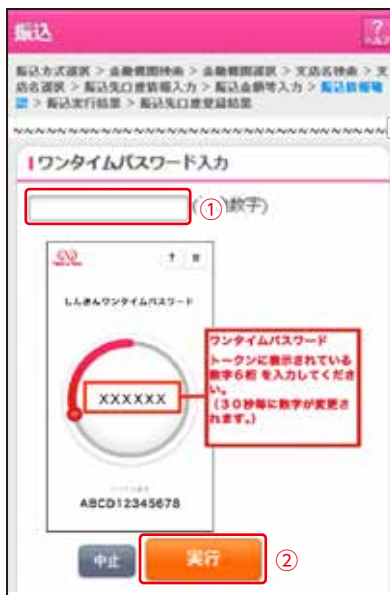 振込
?
ヘルプ
振込方式選択 > 金融機関検索 > 金融機関選択 > 支店名検索 > 支
店名選択 > 振込先口座情報入力 > 振込金額等入力 > 振込情報確
認 > 振込実行結果 > 振込先口座登録結果
ワンタイムパスワード入力
① 数字)
?
しんきんワンタイムパスワード
XXXXXX
ワンタイムパスワード
トークンに表示されている
数字6桁 を入力してくださ
い。
(30秒毎に数字が変更さ
れます。)
ABCD12345678
中止
実行
②